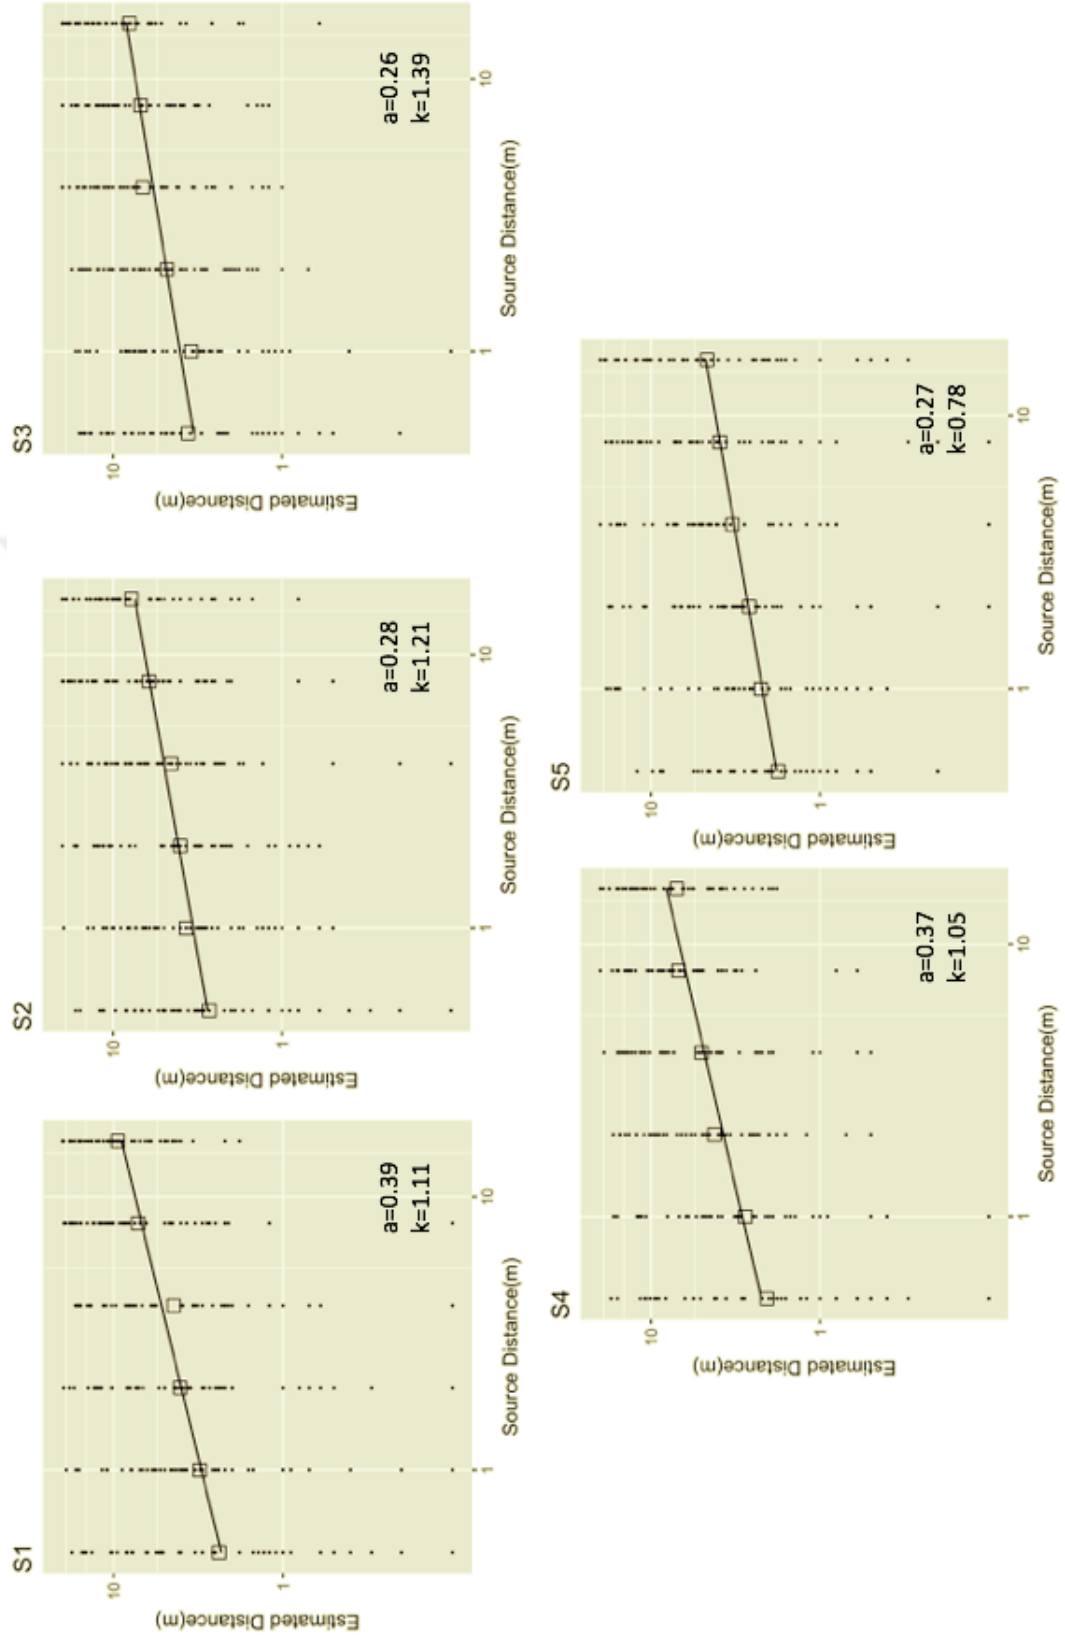 S1
10
1
Estimated Distance(m)
a=0.39
k=1.11
1
10
Source Distance(m)
S2
10
1
Estimated Distance(m)
a=0.28
k=1.21
1
10
Source Distance(m)
S3
10
1
Estimated Distance(m)
a=0.26
k=1.39
1
10
Source Distance(m)
S4
10
1
Estimated Distance(m)
a=0.37
k=1.05
1
10
Source Distance(m)
S5
10
1
Estimated Distance(m)
a=0.27
k=0.78
1
10
Source Distance(m)